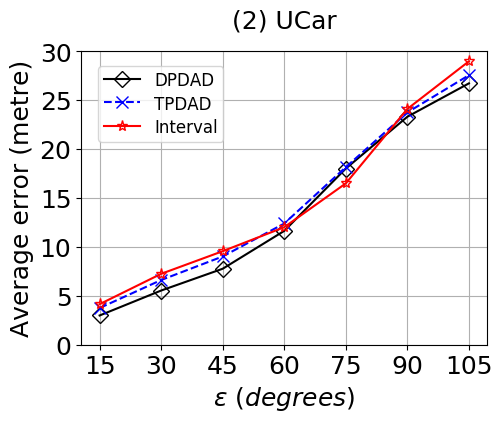 (2) UCar
Average error (metre)
30
25
20
15
10
5
0
DPDAD
TPDAD
Interval
15 30 45 60 75 90 105
ε (degrees)